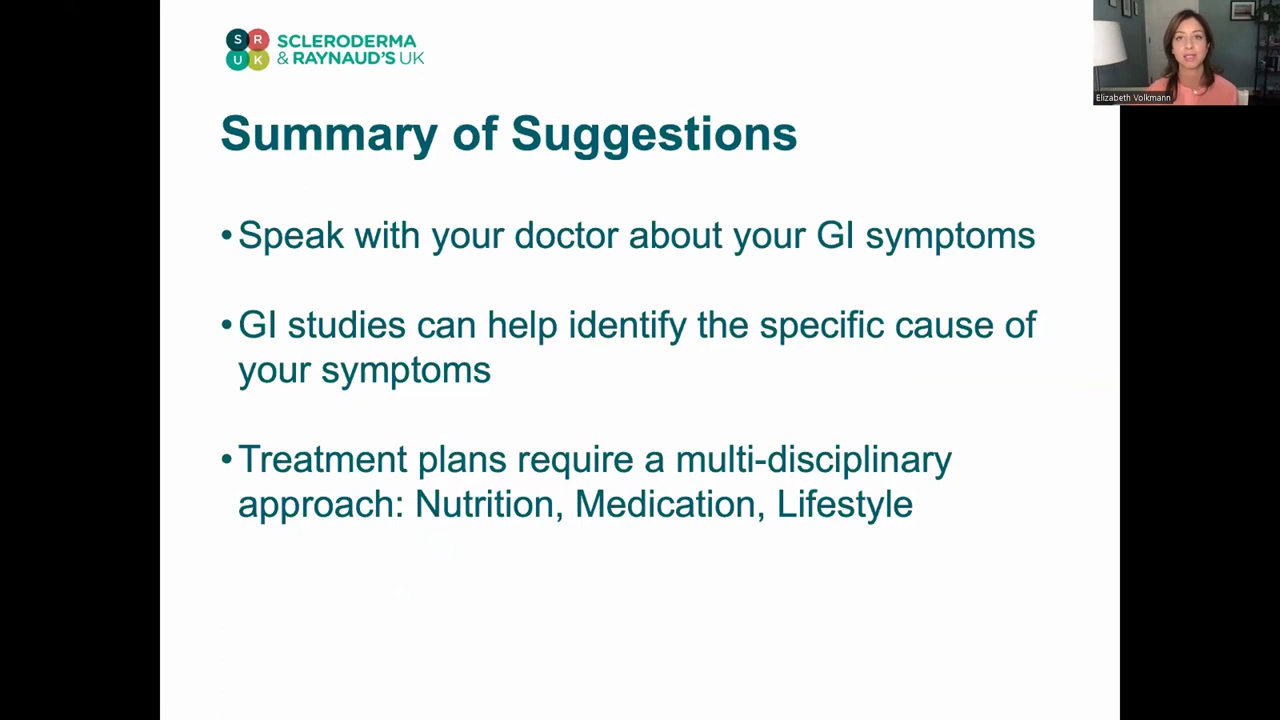 S R
U K
SCLERODERMA
& RAYNAUD'S UK
Elizabeth Volkmann
Summary of Suggestions
•Speak with your doctor about your GI symptoms
•GI studies can help identify the specific cause of
your symptoms
•Treatment plans require a multi-disciplinary
approach: Nutrition, Medication, Lifestyle